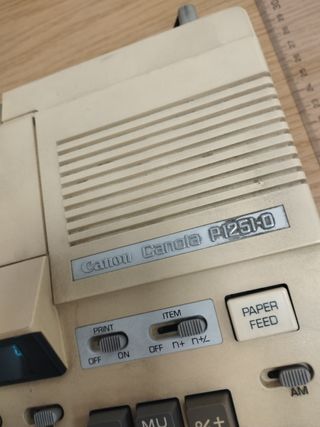 Canon Canola P1251-D
PRINT
OFF ON
ITEM
OFF n+ n+/-
PAPER
FEED
AM
MU
%+